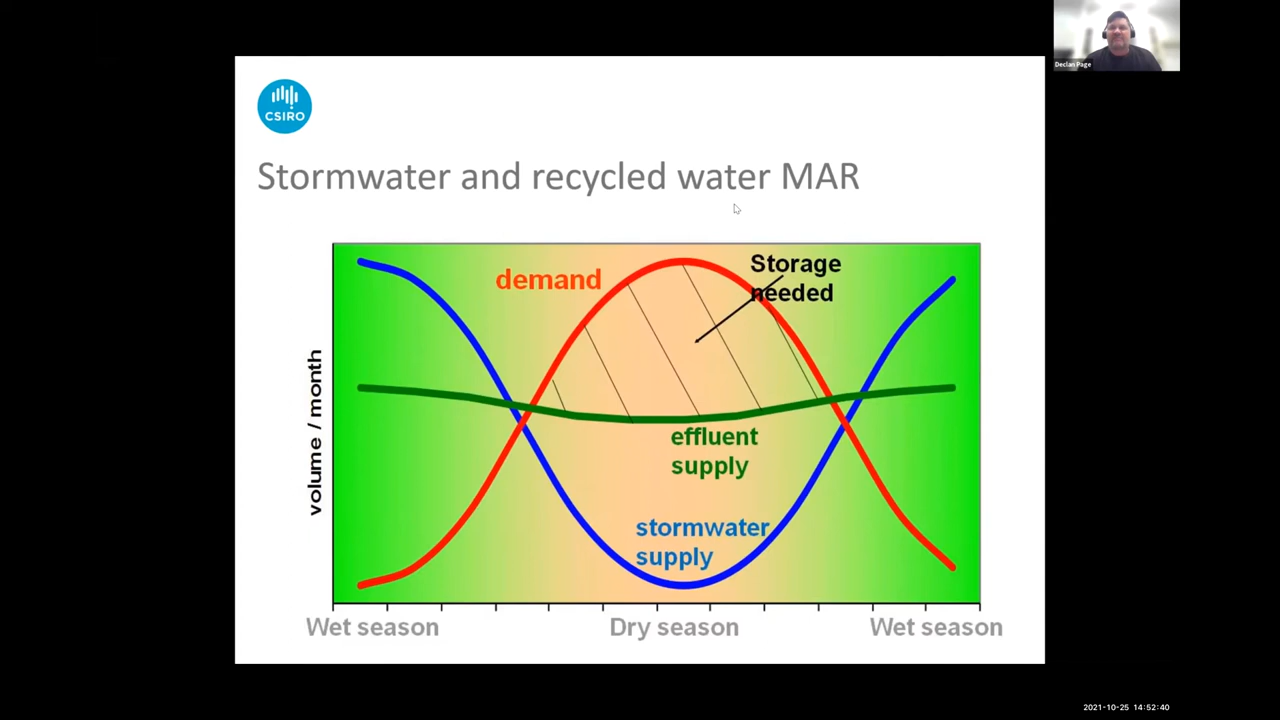 Declan Page
CSIRO
Stormwater and recycled water MAR
demand
Storage
needed
volume / month
effluent
supply
stormwater
supply
Wet season
Dry season
Wet season
2021-10-25 14:52:40